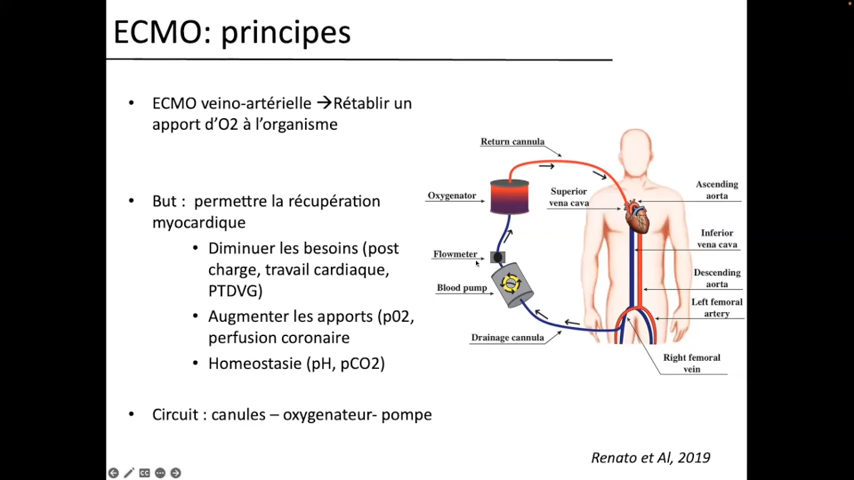 ECMO: principes
• ECMO veino-artérielle →Rétablir un
apport d’O2 à l’organisme
• But : permettre la récupération
myocardique
• Diminuer les besoins (post
charge, travail cardiaque,
PTDVG)
• Augmenter les apports (p02,
perfusion coronaire
• Homeostasie (pH, pCO2)
• Circuit : canules – oxygenateur- pompe
Return cannula
Oxygenator
Superior
vena cava
Ascending
aorta
Inferior
vena cava
Flowmeter
Descending
aorta
Blood pump
Left femoral
artery
Drainage cannula
Right femoral
vein
Renato et Al, 2019
CC